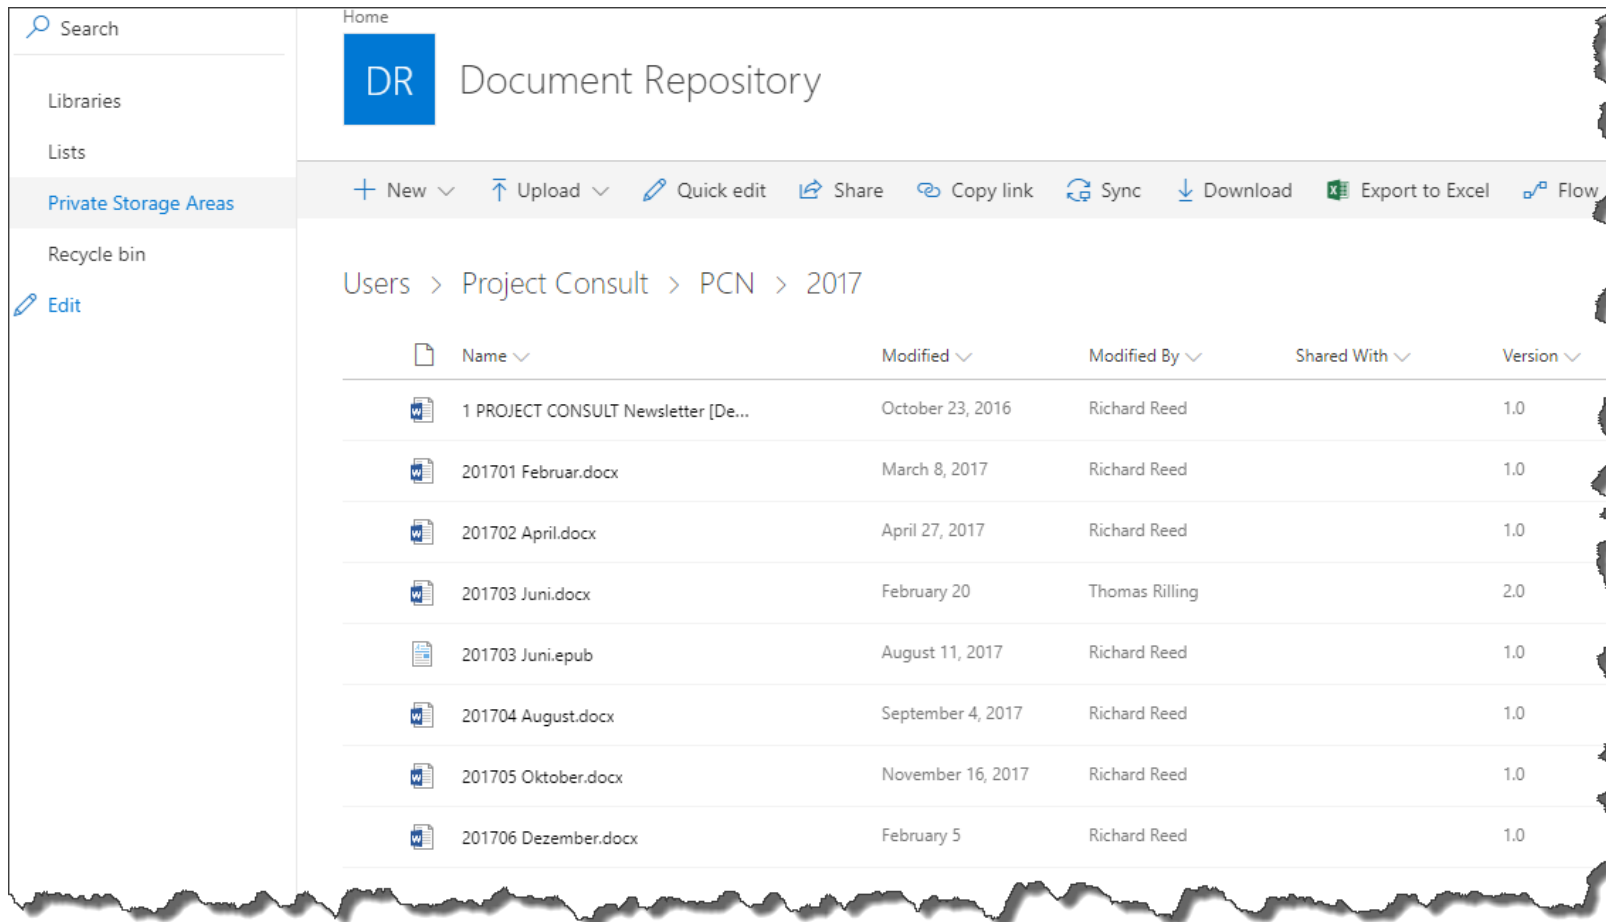 Search
Libraries
Lists
Private Storage Areas
Recycle bin
Edit
Home
DR
Document Repository
New Upload Quick edit Share Copy link Sync Download Export to Excel Flow
Users > Project Consult > PCN > 2017
Name Modified Modified By Shared With Version
1 PROJECT CONSULT Newsletter [De... October 23, 2016 Richard Reed 1.0
201701 Februar.docx March 8, 2017 Richard Reed 1.0
201702 April.docx April 27, 2017 Richard Reed 1.0
201703 Juni.docx February 20 Thomas Rilling 2.0
201703 Juni.epub August 11, 2017 Richard Reed 1.0
201704 August.docx September 4, 2017 Richard Reed 1.0
201705 Oktober.docx November 16, 2017 Richard Reed 1.0
201706 Dezember.docx February 5 Richard Reed 1.0